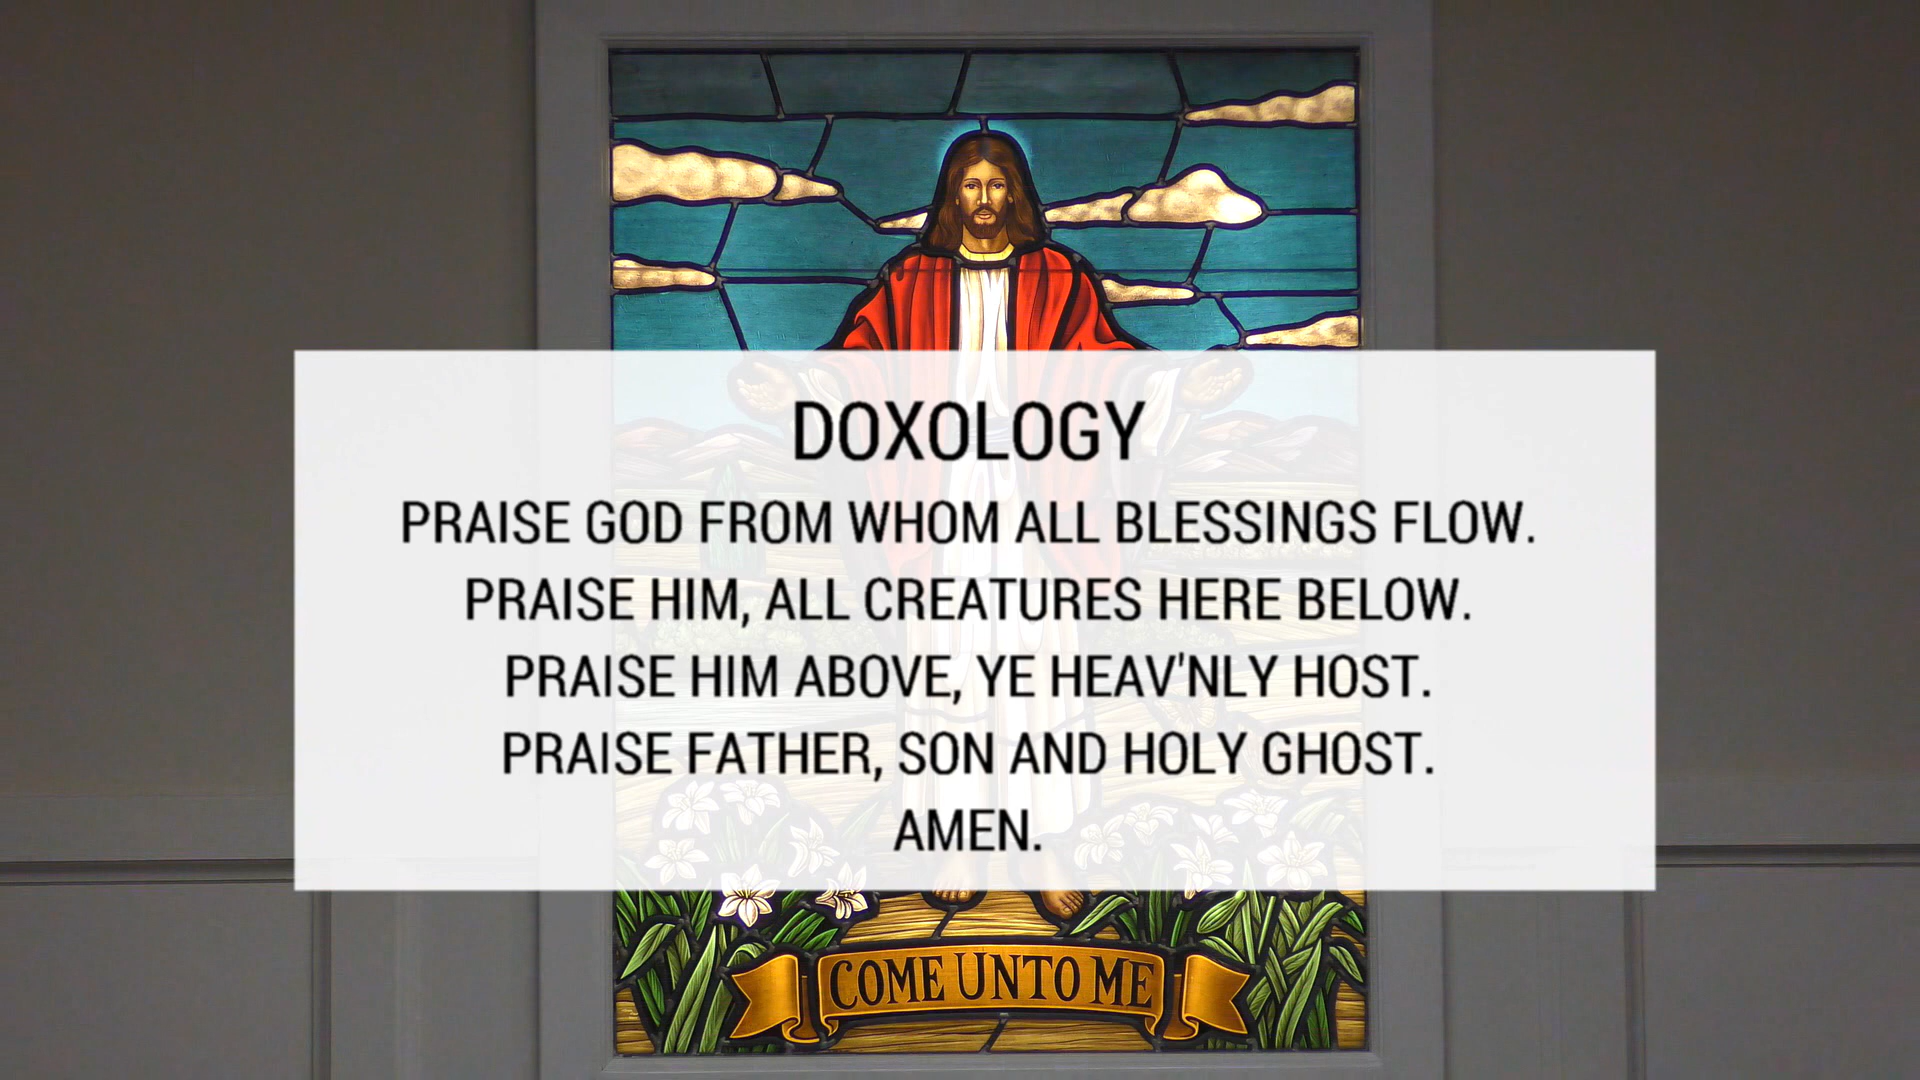 DOXOLOGY
PRAISE GOD FROM WHOM ALL BLESSINGS FLOW.
PRAISE HIM, ALL CREATURES HERE BELOW.
PRAISE HIM ABOVE, YE HEAV'NLY HOST.
PRAISE FATHER, SON AND HOLY GHOST.
AMEN.
COME UNTO ME